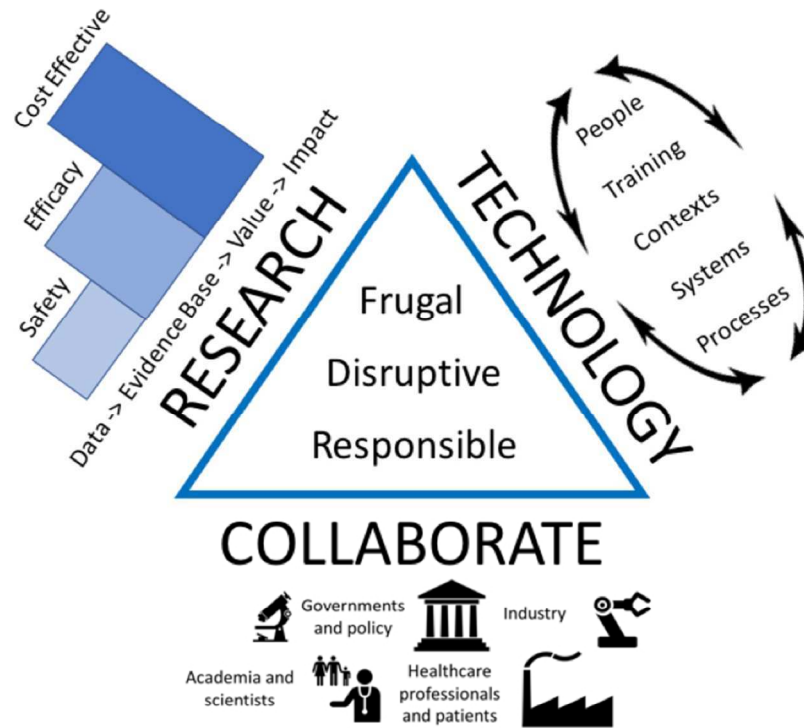 Cost Effective
Efficacy
Safety
Data -> Evidence Base -> Value -> Impact
RESEARCH
TECHNOLOGY
People
Training
Contexts
Systems
Processes
Frugal
Disruptive
Responsible
COLLABORATE
Governments
and policy
Industry
Academia and
scientists
Healthcare
professionals
and patients